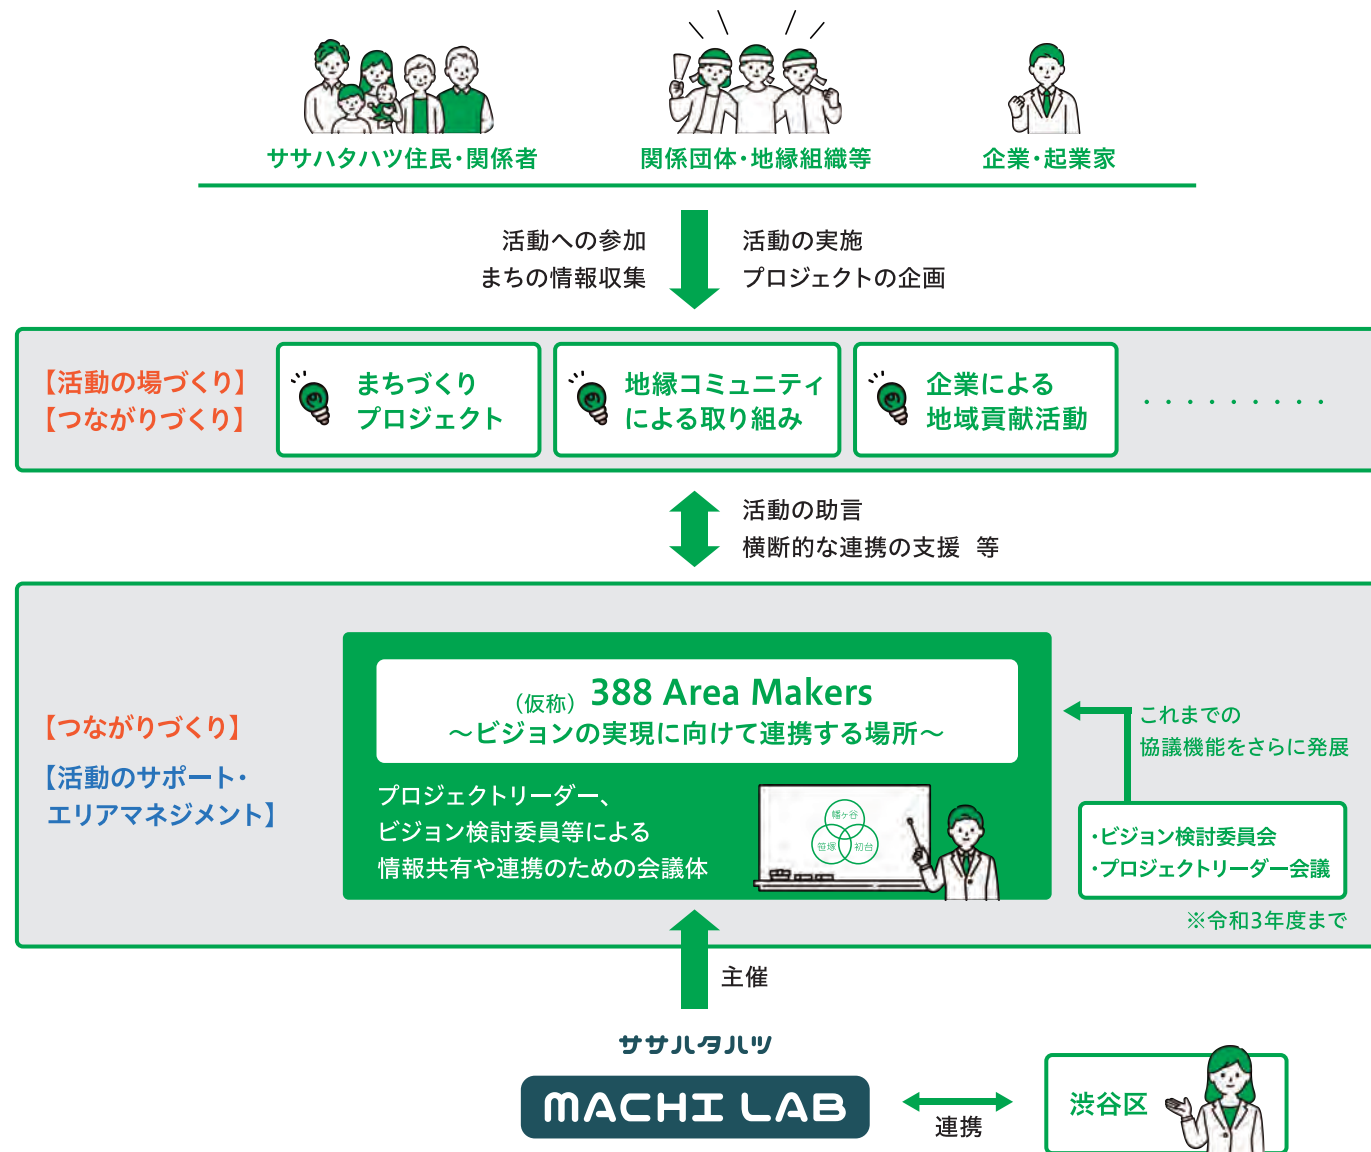 ササハタハツ住民・関係者
関係団体・地縁組織等
企業・起業家
活動への参加
まちの情報収集
活動の実施
プロジェクトの企画
【活動の場づくり】
【つながりづくり】
まちづくり
プロジェクト
地縁コミュニティ
による取り組み
企業による
地域貢献活動
・・・・・・・・・
活動の助言
横断的な連携の支援 等
【つながりづくり】
【活動のサポート・
エリアマネジメント】
（仮称）388 Area Makers
～ビジョンの実現に向けて連携する場所～
プロジェクトリーダー、
ビジョン検討委員等による
情報共有や連携のための会議体
幡ヶ谷
笹塚
初台
これまでの
協議機能をさらに発展
・ビジョン検討委員会
・プロジェクトリーダー会議
※令和3年度まで
主催
ササハタハツ
MACHI LAB
連携
渋谷区